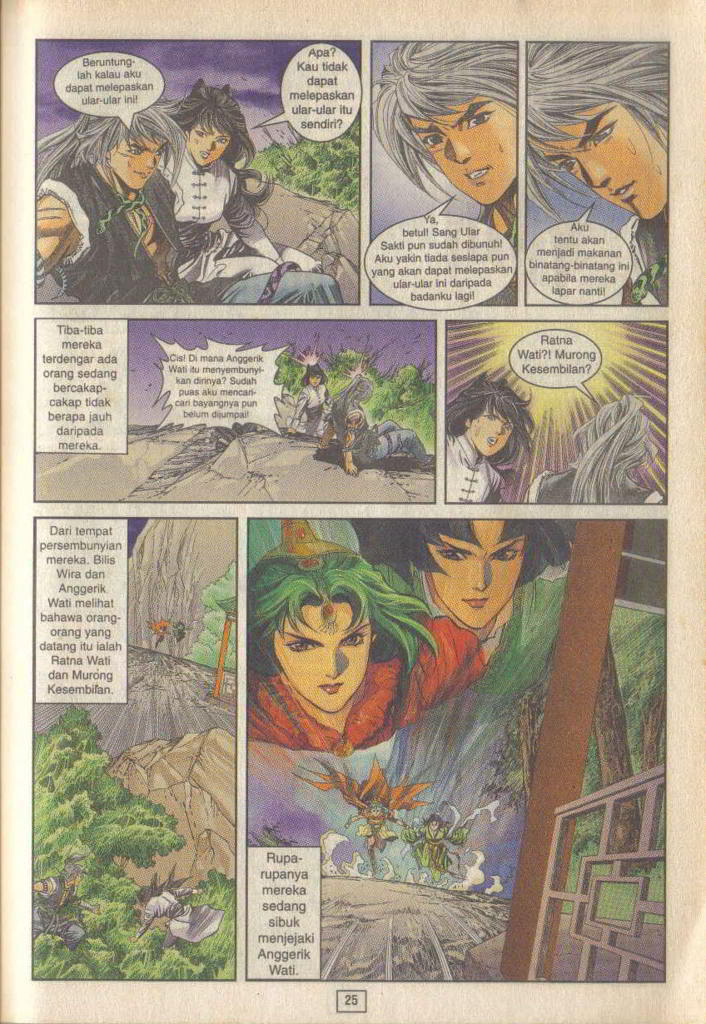 Beruntung-
lah kalau aku
dapat melepaskan
ular-ular ini!
Apa?
Kau tidak
dapat
melepaskan
ular-ular itu
sendiri?
Ya,
betul! Sang Ular
Sakti pun sudah dibunuh!
Aku yakin tiada sesiapa pun
yang akan dapat melepaskan
ular-ular ini daripada
badanku lagi!
Aku
tentu akan
menjadi makanan
binatang-binatang ini
apabila mereka
lapar nanti!
Tiba-tiba
mereka
terdengar ada
orang sedang
bercakap-
cakap tidak
berapa jauh
daripada
mereka.
Cis! Di mana Anggerik
Wati itu menyembunyi-
kan dirinya? Sudah
puas aku mencari-
cari bayangnya pun
belum dijumpai!
Ratna
Wati?! Murong
Kesembilan?
Dari tempat
persembunyian
mereka. Bilis
Wira dan
Anggerik
Wati melihat
bahawa orang-
orang yang
datang itu ialah
Ratna Wati
dan Murong
Kesembilan.
Rupa-
rupanya
mereka
sedang
sibuk
menjejaki
Anggerik
Wati.
25